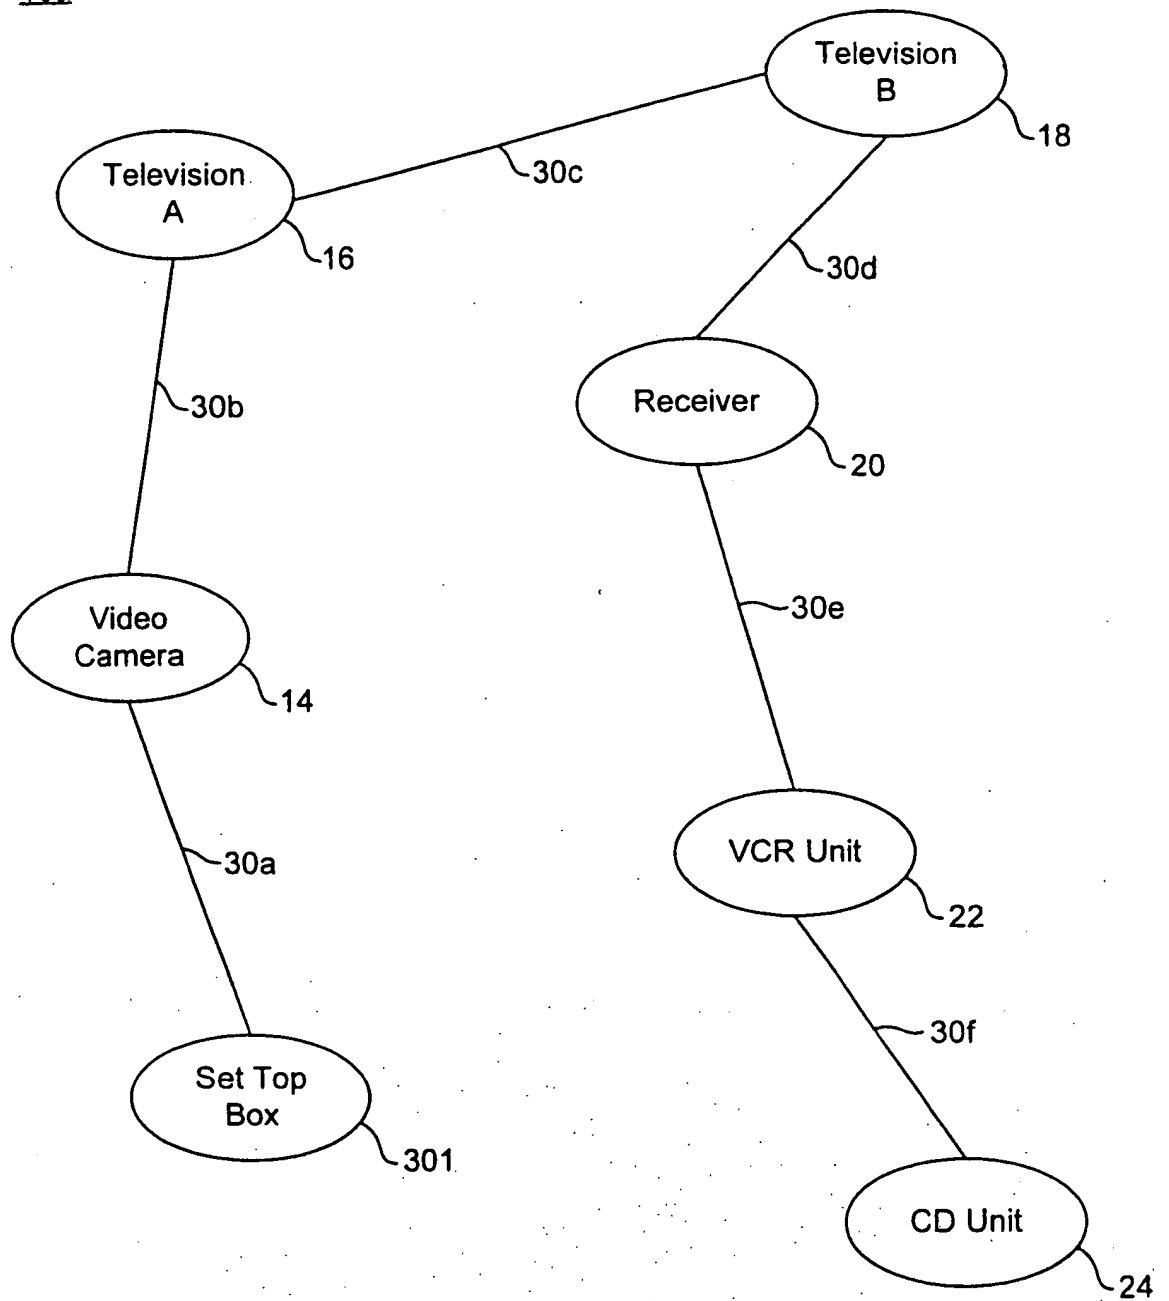 Television
B
18
30c
Television
A
16
30d
Receiver
20
30b
30e
Video
Camera
14
VCR Unit
22
30a
30f
Set Top
Box
301
CD Unit
24